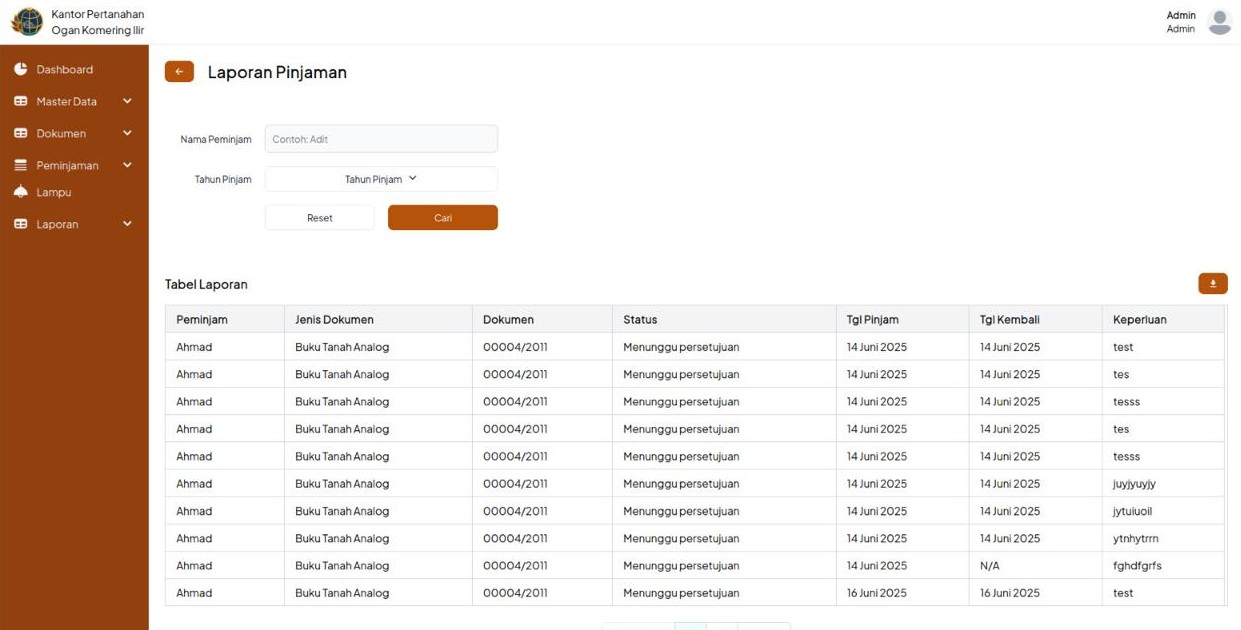 Kantor Pertanahan
Ogan Komering Ilir
Admin
Admin
Dashboard
Master Data
Dokumen
Peminjaman
Lampu
Laporan
Laporan Pinjaman
Nama Peminjam Contoh: Adit
Tahun Pinjam Tahun Pinjam
Reset Cari
Tabel Laporan
Peminjam Jenis Dokumen Dokumen Status Tgl Pinjam Tgl Kembali Keperluan
Ahmad Buku Tanah Analog 00004/2011 Menunggu persetujuan 14 Juni 2025 14 Juni 2025 test
Ahmad Buku Tanah Analog 00004/2011 Menunggu persetujuan 14 Juni 2025 14 Juni 2025 tes
Ahmad Buku Tanah Analog 00004/2011 Menunggu persetujuan 14 Juni 2025 14 Juni 2025 tesss
Ahmad Buku Tanah Analog 00004/2011 Menunggu persetujuan 14 Juni 2025 14 Juni 2025 tes
Ahmad Buku Tanah Analog 00004/2011 Menunggu persetujuan 14 Juni 2025 14 Juni 2025 tesss
Ahmad Buku Tanah Analog 00004/2011 Menunggu persetujuan 14 Juni 2025 14 Juni 2025 juyjyuyjy
Ahmad Buku Tanah Analog 00004/2011 Menunggu persetujuan 14 Juni 2025 14 Juni 2025 jytuiuoil
Ahmad Buku Tanah Analog 00004/2011 Menunggu persetujuan 14 Juni 2025 14 Juni 2025 ytnhytrrn
Ahmad Buku Tanah Analog 00004/2011 Menunggu persetujuan 14 Juni 2025 N/A fghdfgrfs
Ahmad Buku Tanah Analog 00004/2011 Menunggu persetujuan 16 Juni 2025 16 Juni 2025 test